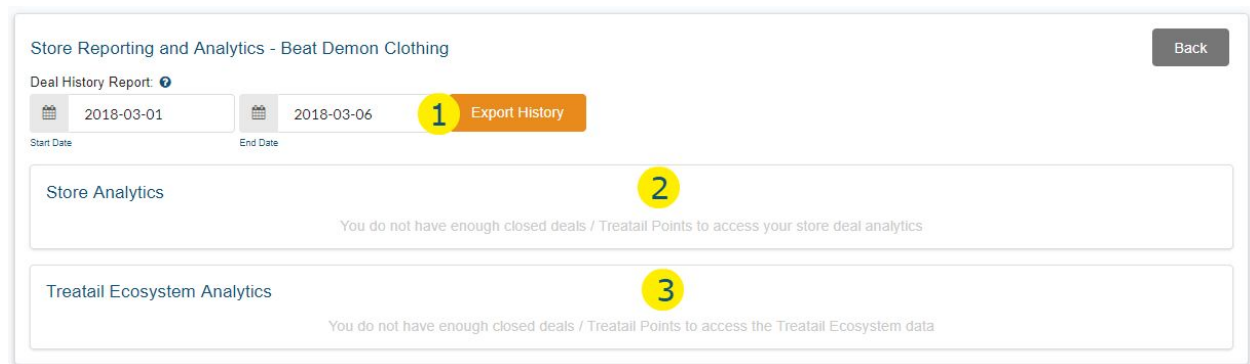 Store Reporting and Analytics - Beat Demon Clothing
Back
Deal History Report:
2018-03-01
2018-03-06
1
Export History
Start Date
End Date
Store Analytics
2
You do not have enough closed deals / Treatail Points to access your store deal analytics
Treatail Ecosystem Analytics
3
You do not have enough closed deals / Treatail Points to access the Treatail Ecosystem data